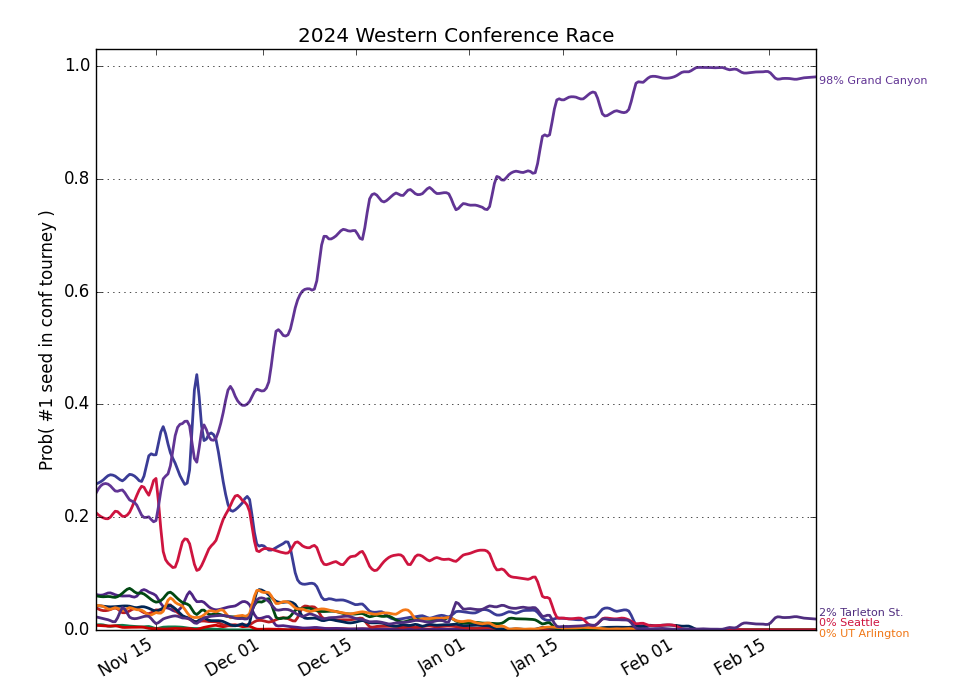 2024 Western Conference Race
Prob( #1 seed in conf tourney )
1.0
0.8
0.6
0.4
0.2
0.0
98% Grand Canyon
2% Tarleton St.
0% Seattle
0% UT Arlington
Nov 15
Dec 01
Dec 15
Jan 01
Jan 15
Feb 01
Feb 15